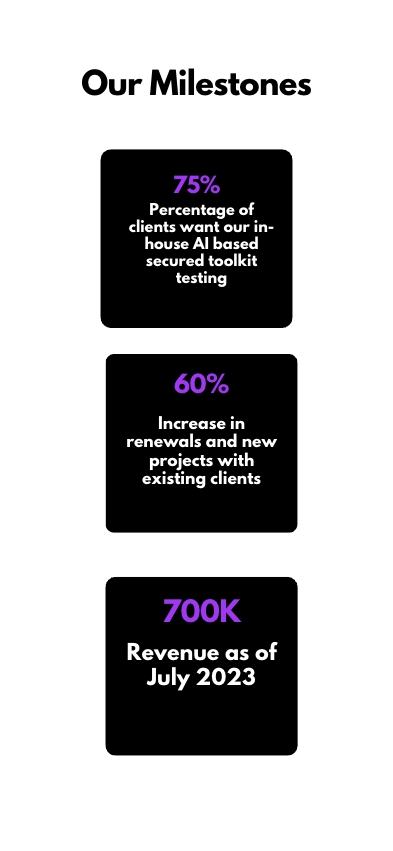 Our Milestones
75%
Percentage of
clients want our in-
house AI based
secured toolkit
testing
60%
Increase in
renewals and new
projects with
existing clients
700K
Revenue as of
July 2023